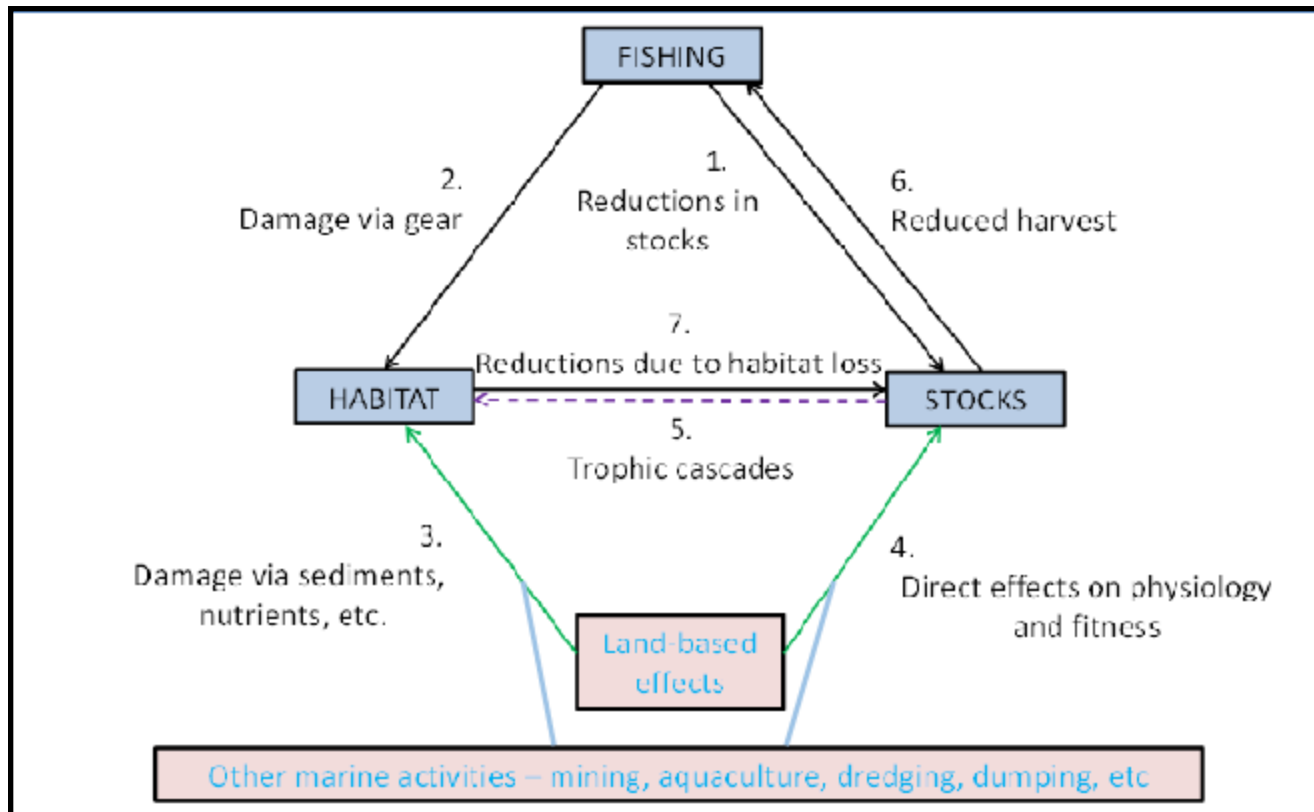 FISHING
1.
Reductions in
stocks
2.
Damage via gear
6.
Reduced harvest
7.
Reductions due to habitat loss
HABITAT
STOCKS
5.
Trophic cascades
3.
Damage via sediments,
nutrients, etc.
4.
Direct effects on physiology
and fitness
Land-based
effects
Other marine activities – mining, aquaculture, dredging, dumping, etc